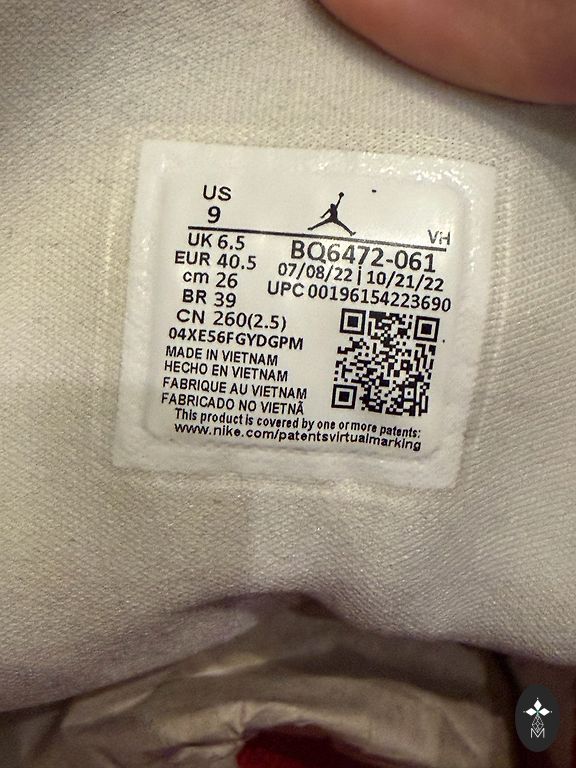 US
9
VH
UK 6.5
BQ6472-061
EUR 40.5
07/08/22 | 10/21/22
cm 26
UPC 00196154223690
BR 39
CN 260(2.5)
04XE56FGYDGPM
MADE IN VIETNAM
HECHO EN VIETNAM
FABRIQUE AU VIETNAM
FABRICADO NO VIETNÃ
This product is covered by one or more patents:
www.nike.com/patentsvirtualmarking
M